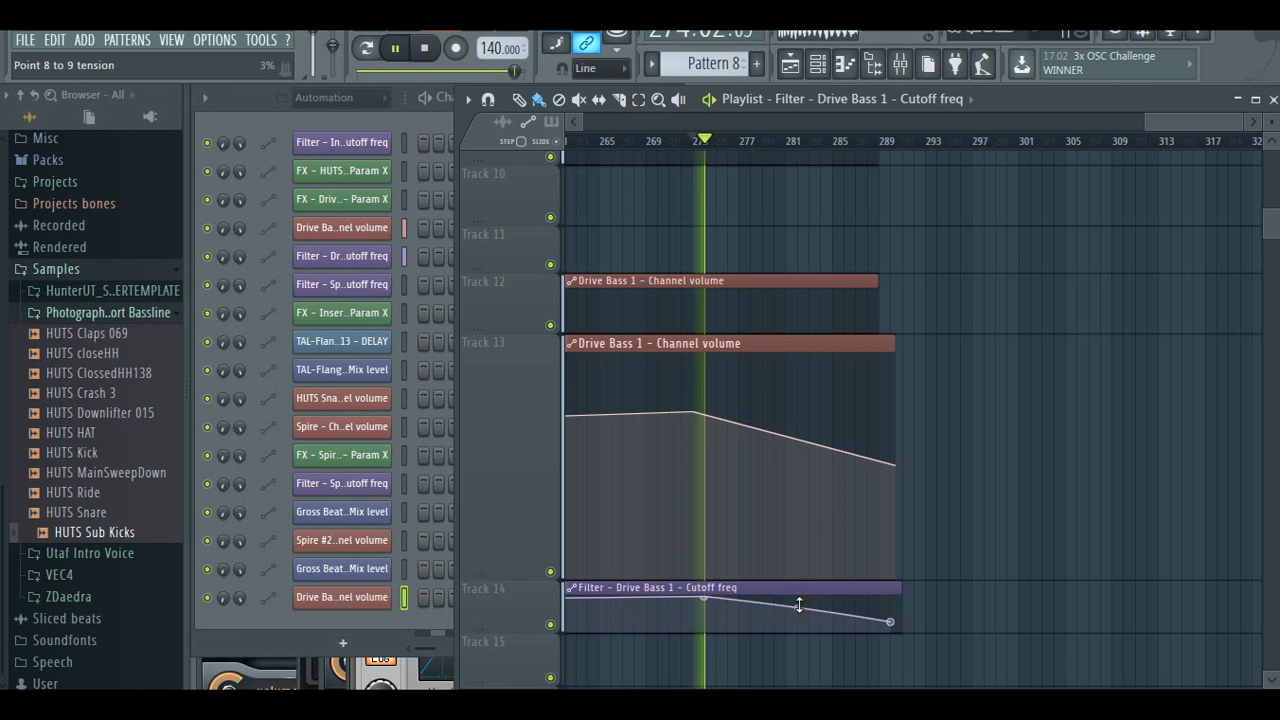 FILE EDIT ADD PATTERNS VIEW OPTIONS TOOLS ?
Point 8 to 9 tension 3%
140.000
Line
Pattern 8
17.02 3x OSC Challenge
WINNER
Browser - All
Misc
Packs
Projects
Projects bones
Recorded
Rendered
Samples
HunterUT_S..ERTEMPLATE
Photograph..ort Bassline
HUTS Claps 069
HUTS closeHH
HUTS ClossedHH138
HUTS Crash 3
HUTS Downlifter 015
HUTS HAT
HUTS Kick
HUTS MainSweepDown
HUTS Ride
HUTS Snare
HUTS Sub Kicks
Utaf Intro Voice
VEC4
ZDaedra
Sliced beats
Soundfonts
Speech
User
Automation
Filter - In..utoff freq
FX - HUTS..Param X
FX - Driv..- Param X
Drive Ba..nel volume
Filter - Dr..utoff freq
Filter - Sp..utoff freq
FX - Inser..Param X
TAL-Flan..13 - DELAY
TAL-Flang..Mix level
HUTS Sna..el volume
Spire - Ch..el volume
FX - Spir..- Param X
Filter - Sp..utoff freq
Gross Beat..Mix level
Spire #2..nel volume
Gross Beat..Mix level
Drive Ba..nel volume
Playlist - Filter - Drive Bass 1 - Cutoff freq
STEP SLIDE
265 269 277 281 285 289 293 297 301 305 309 313 317
Track 10
Track 11
Track 12
Drive Bass 1 - Channel volume
Track 13
Drive Bass 1 - Channel volume
Track 14
Filter - Drive Bass 1 - Cutoff freq
Track 15